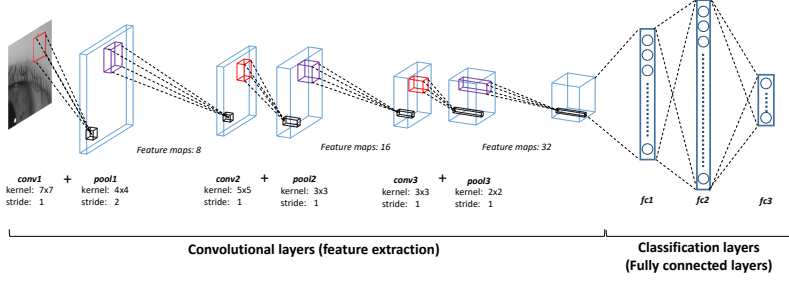 Feature maps: 8
Feature maps: 16
Feature maps: 32
conv1 + pool1
kernel: 7x7 kernel: 4x4
stride: 1 stride: 2
conv2 + pool2
kernel: 5x5 kernel: 3x3
stride: 1 stride: 1
conv3 + pool3
kernel: 3x3 kernel: 2x2
stride: 1 stride: 1
fc1 fc2 fc3
Convolutional layers (feature extraction)
Classification layers
(Fully connected layers)